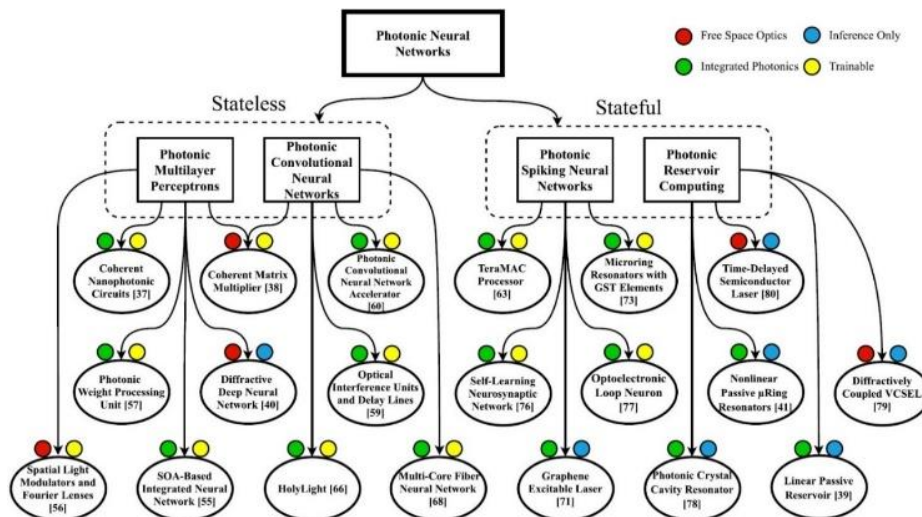 Photonic Neural
Networks
Free Space Optics
Inference Only
Integrated Photonics
Trainable
Stateless
Stateful
Photonic
Multilayer
Perceptrons
Photonic
Convolutional
Neural
Networks
Photonic
Spiking Neural
Networks
Photonic
Reservoir
Computing
Coherent
Nanophotonic
Circuits [37]
Coherent Matrix
Multiplier [38]
Photonic
Convolutional
Neural Network
Accelerator
[60]
TeraMAC
Processor
[63]
Microring
Resonators with
GST Elements
[73]
Time-Delayed
Semiconductor
Laser [80]
Photonic
Weight Processing
Unit [57]
Diffractive
Deep Neural
Network [40]
Optical
Interference Units
and Delay Lines
[59]
Self-Learning
Neurosynaptic
Network [76]
Optoelectronic
Loop Neuron
[77]
Nonlinear
Passive μRing
Resonators [41]
Diffractively
Coupled VCSEL
[79]
Spatial Light
Modulators and
Fourier Lenses
[56]
SOA-Based
Integrated Neural
Network [55]
HolyLight [66]
Multi-Core Fiber
Neural Network
[68]
Graphene
Excitable Laser
[71]
Photonic Crystal
Cavity Resonator
[78]
Linear Passive
Reservoir [39]